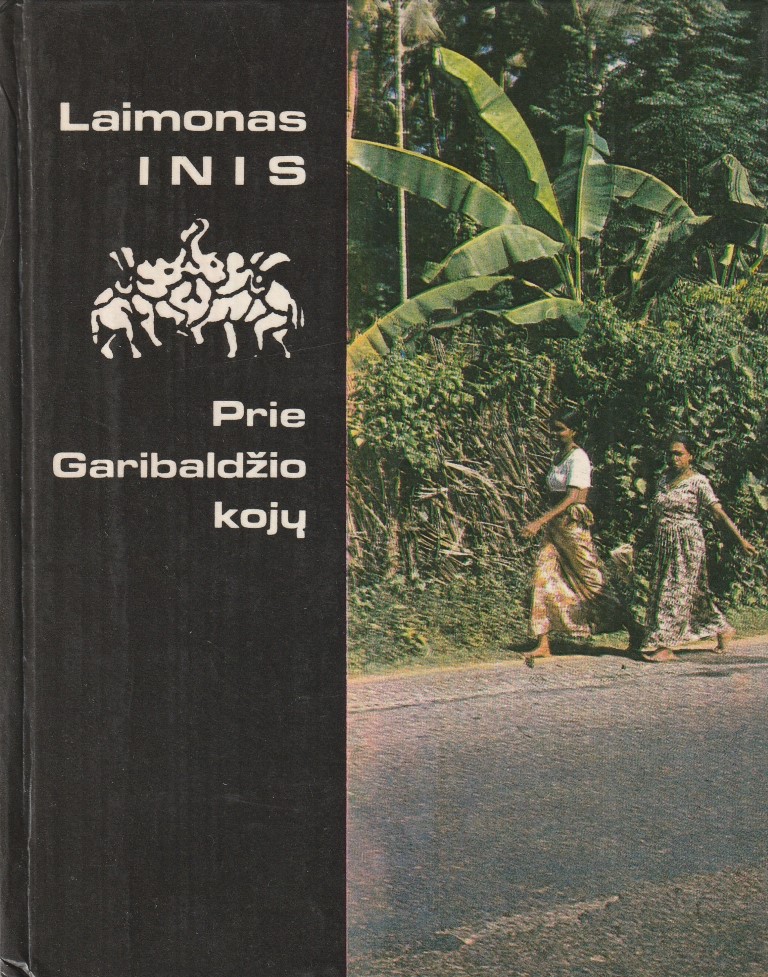 Laimonas
INIS
Prie
Garibaldžio
kojų